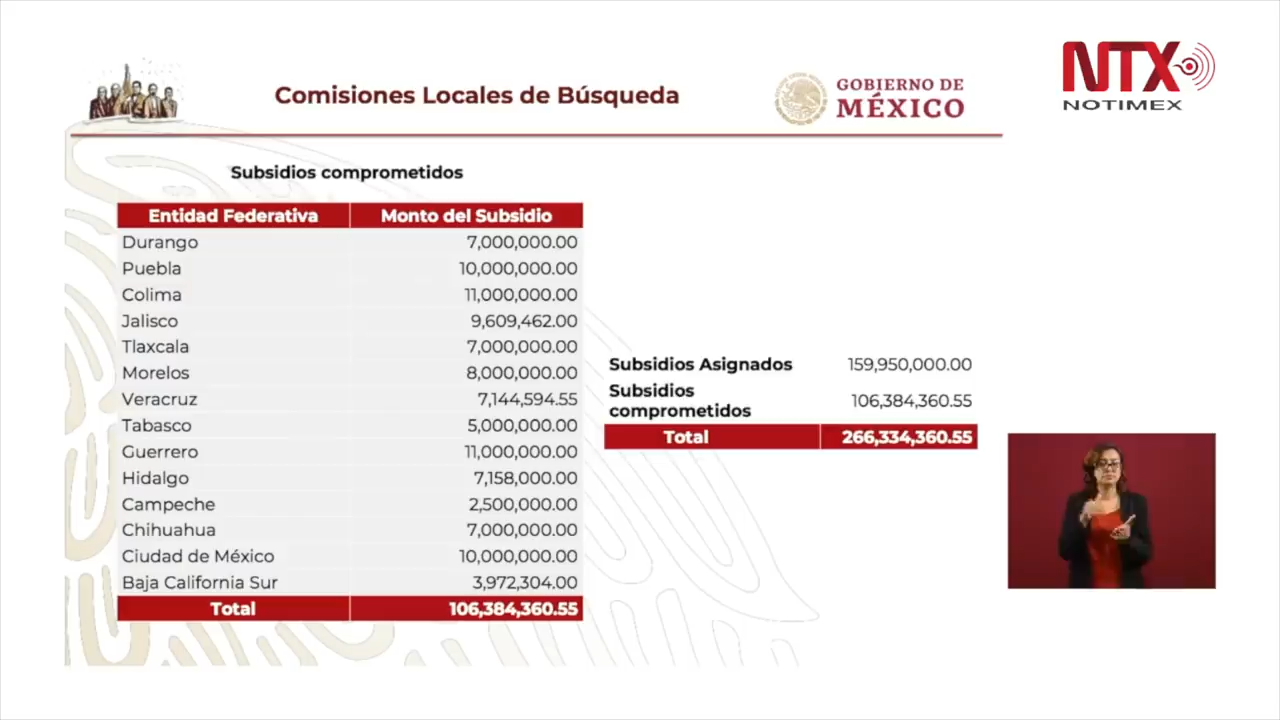 Comisiones Locales de Búsqueda
GOBIERNO DE
MÉXICO
NTX
NOTIMEX
Subsidios comprometidos
Entidad Federativa Monto del Subsidio
Durango 7,000,000.00
Puebla 10,000,000.00
Colima 11,000,000.00
Jalisco 9,609,462.00
Tlaxcala 7,000,000.00
Morelos 8,000,000.00
Veracruz 7,144,594.55
Tabasco 5,000,000.00
Guerrero 11,000,000.00
Hidalgo 7,158,000.00
Campeche 2,500,000.00
Chihuahua 7,000,000.00
Ciudad de México 10,000,000.00
Baja California Sur 3,972,304.00
Total 106,384,360.55
Subsidios Asignados 159,950,000.00
Subsidios
comprometidos 106,384,360.55
Total 266,334,360.55